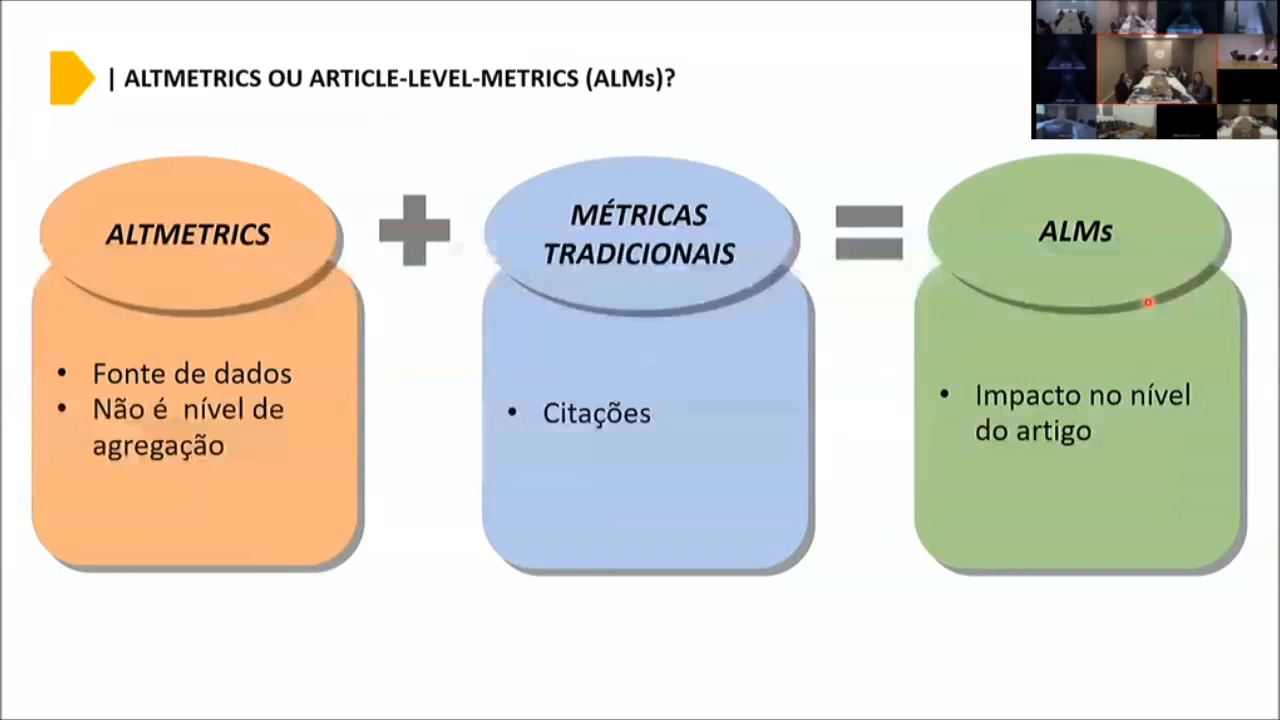 | ALTMETRICS OU ARTICLE-LEVEL-METRICS (ALMs)?
ALTMETRICS
• Fonte de dados
• Não é nível de
agregação
MÉTRICAS
TRADICIONAIS
• Citações
ALMs
• Impacto no nível
do artigo